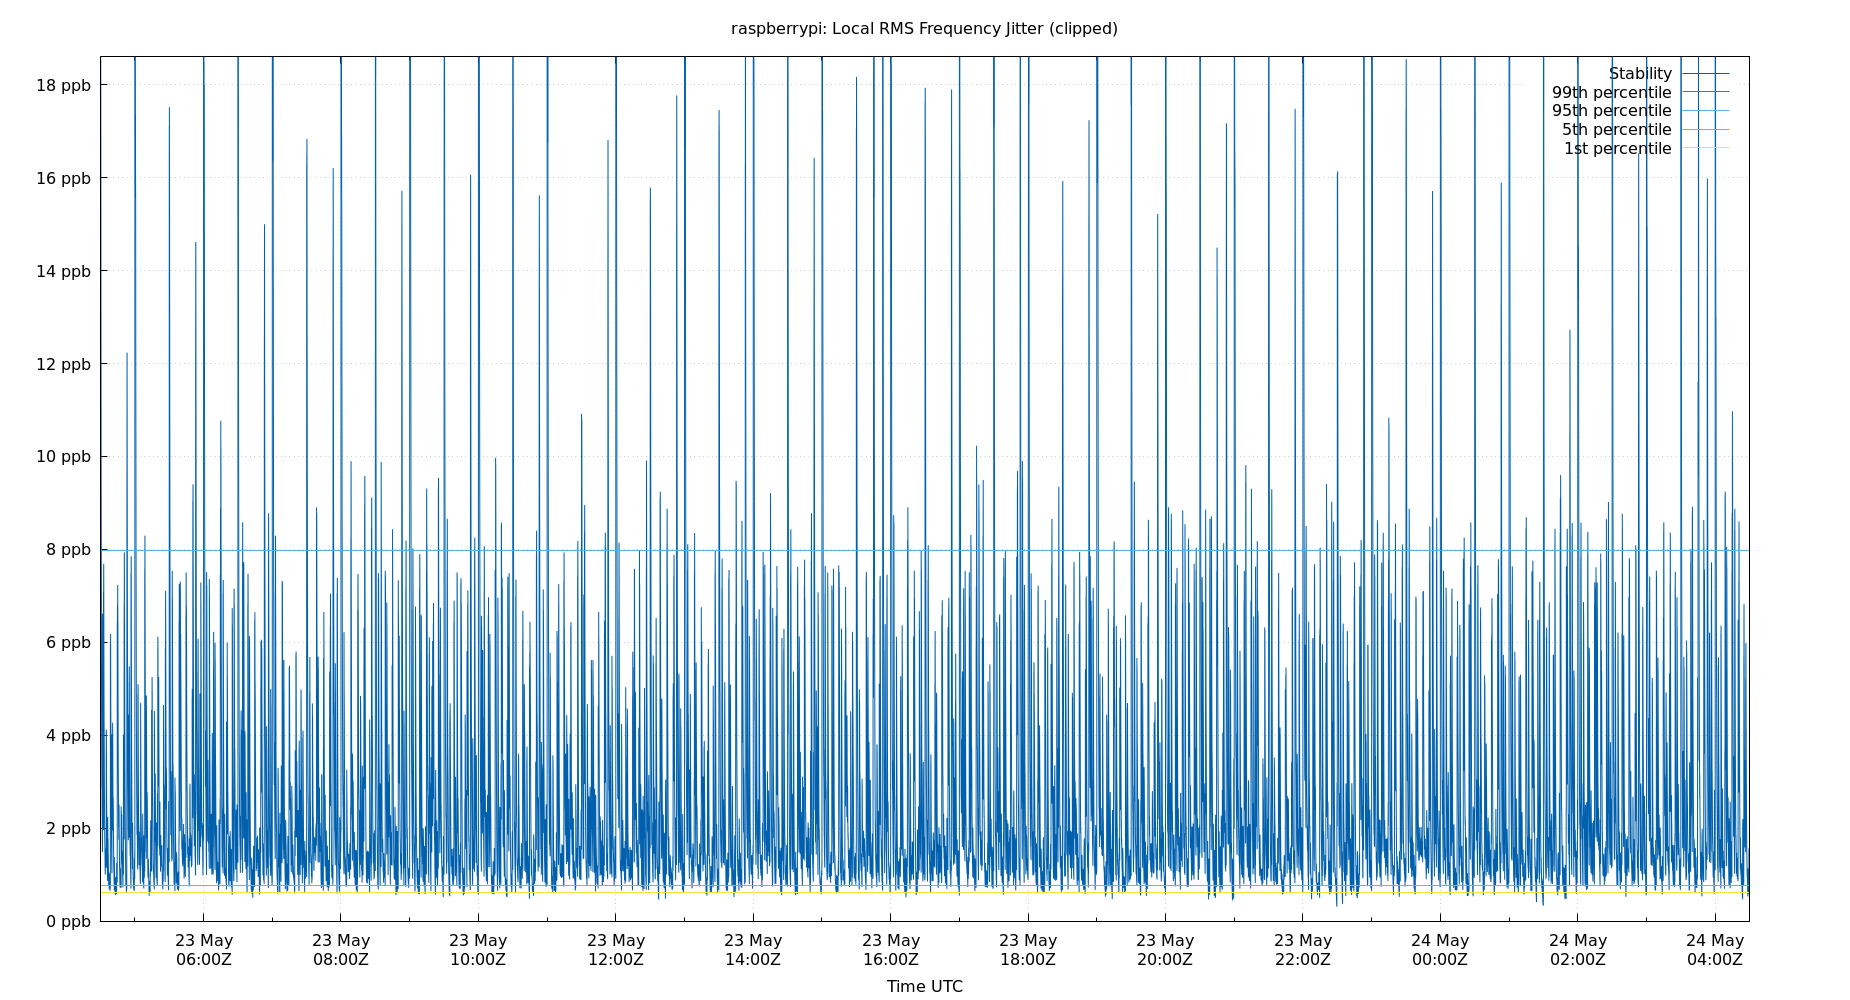 raspberrypi: Local RMS Frequency Jitter (clipped)
18 ppb
16 ppb
14 ppb
12 ppb
10 ppb
8 ppb
6 ppb
4 ppb
2 ppb
0 ppb
Stability
99th percentile
95th percentile
5th percentile
1st percentile
23 May 23 May 23 May 23 May 23 May 23 May 23 May 23 May 23 May 24 May 24 May 24 May
06:00Z 08:00Z 10:00Z 12:00Z 14:00Z 16:00Z 18:00Z 20:00Z 22:00Z 00:00Z 02:00Z 04:00Z
Time UTC